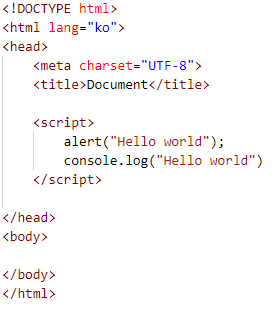 <!DOCTYPE html>
<html lang="ko">
<head>
    <meta charset="UTF-8">
    <title>Document</title>

    <script>
        alert("Hello world");
        console.log("Hello world")
    </script>

</head>
<body>

</body>
</html>